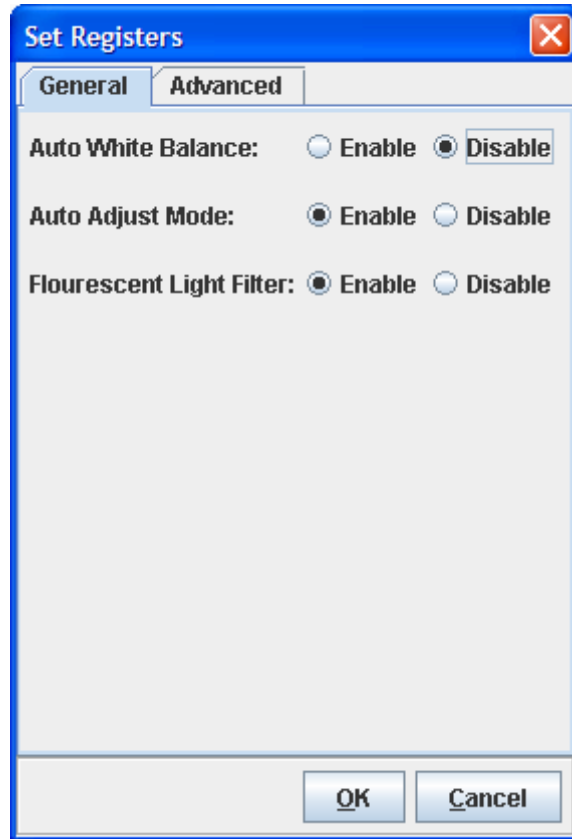 Set Registers
General Advanced
Auto White Balance: Enable Disable
Auto Adjust Mode: Enable Disable
Flourescent Light Filter: Enable Disable
OK Cancel